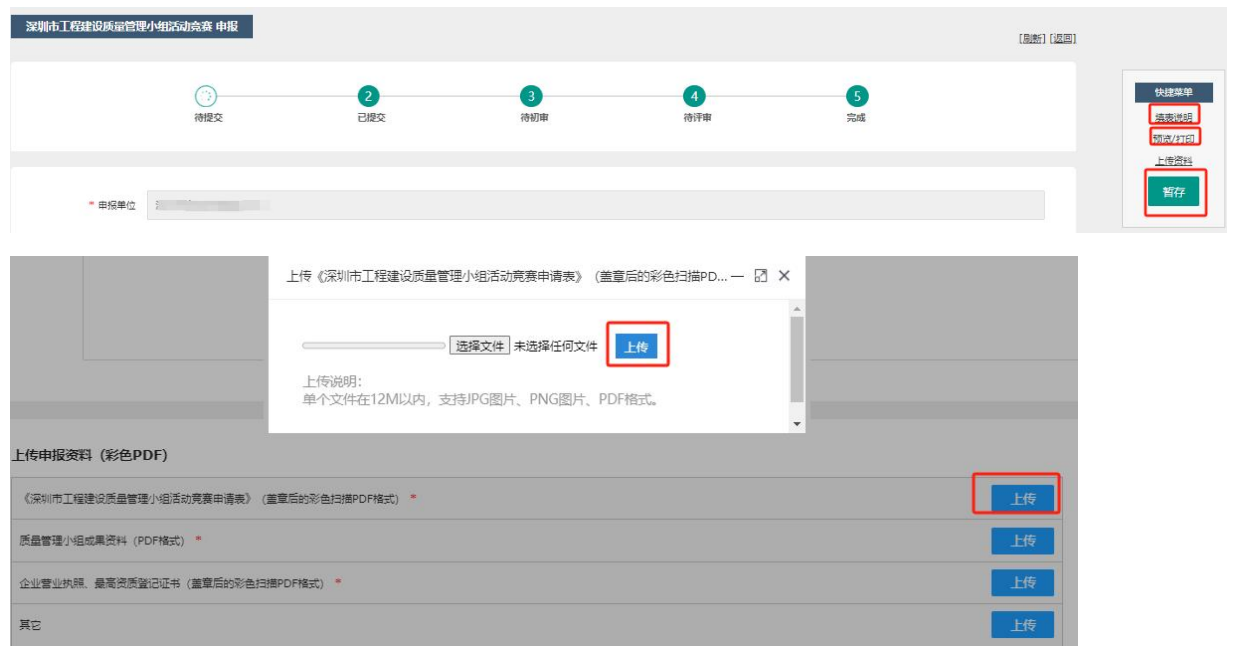 深圳市工程建设质量管理小组活动竞赛 申报
[刷新] [返回]
2
3
4
5
待提交
已提交
待初审
待评审
完成
* 申报单位
快捷菜单
填表说明
预览/打印
上传资料
暂存
上传《深圳市工程建设质量管理小组活动竞赛申请表》（盖章后的彩色扫描PD...
选择文件 未选择任何文件
上传
上传说明：
单个文件在12M以内，支持JPG图片、PNG图片、PDF格式。
上传申报资料（彩色PDF）
《深圳市工程建设质量管理小组活动竞赛申请表》（盖章后的彩色扫描PDF格式） *
上传
质量管理小组成果资料（PDF格式） *
上传
企业营业执照、最高资质登记证书（盖章后的彩色扫描PDF格式） *
上传
其它
上传